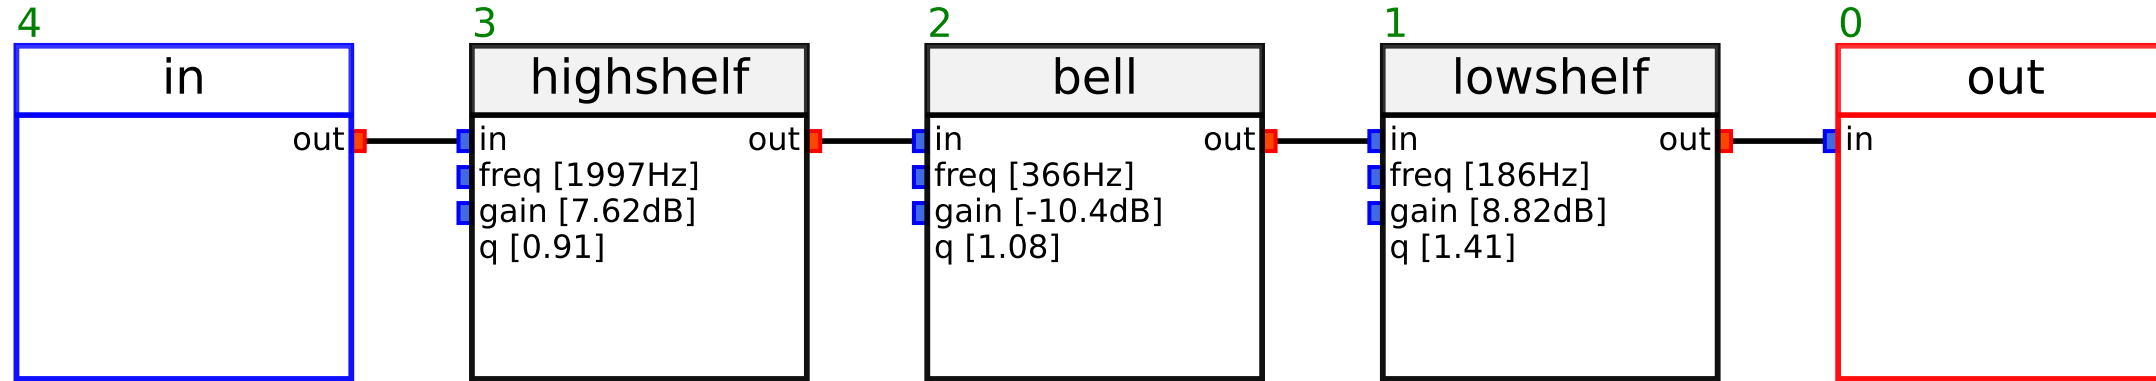 4
in
out
3
highshelf
in out
freq [1997Hz]
gain [7.62dB]
q [0.91]
2
bell
in out
freq [366Hz]
gain [-10.4dB]
q [1.08]
1
lowshelf
in out
freq [186Hz]
gain [8.82dB]
q [1.41]
0
out
in